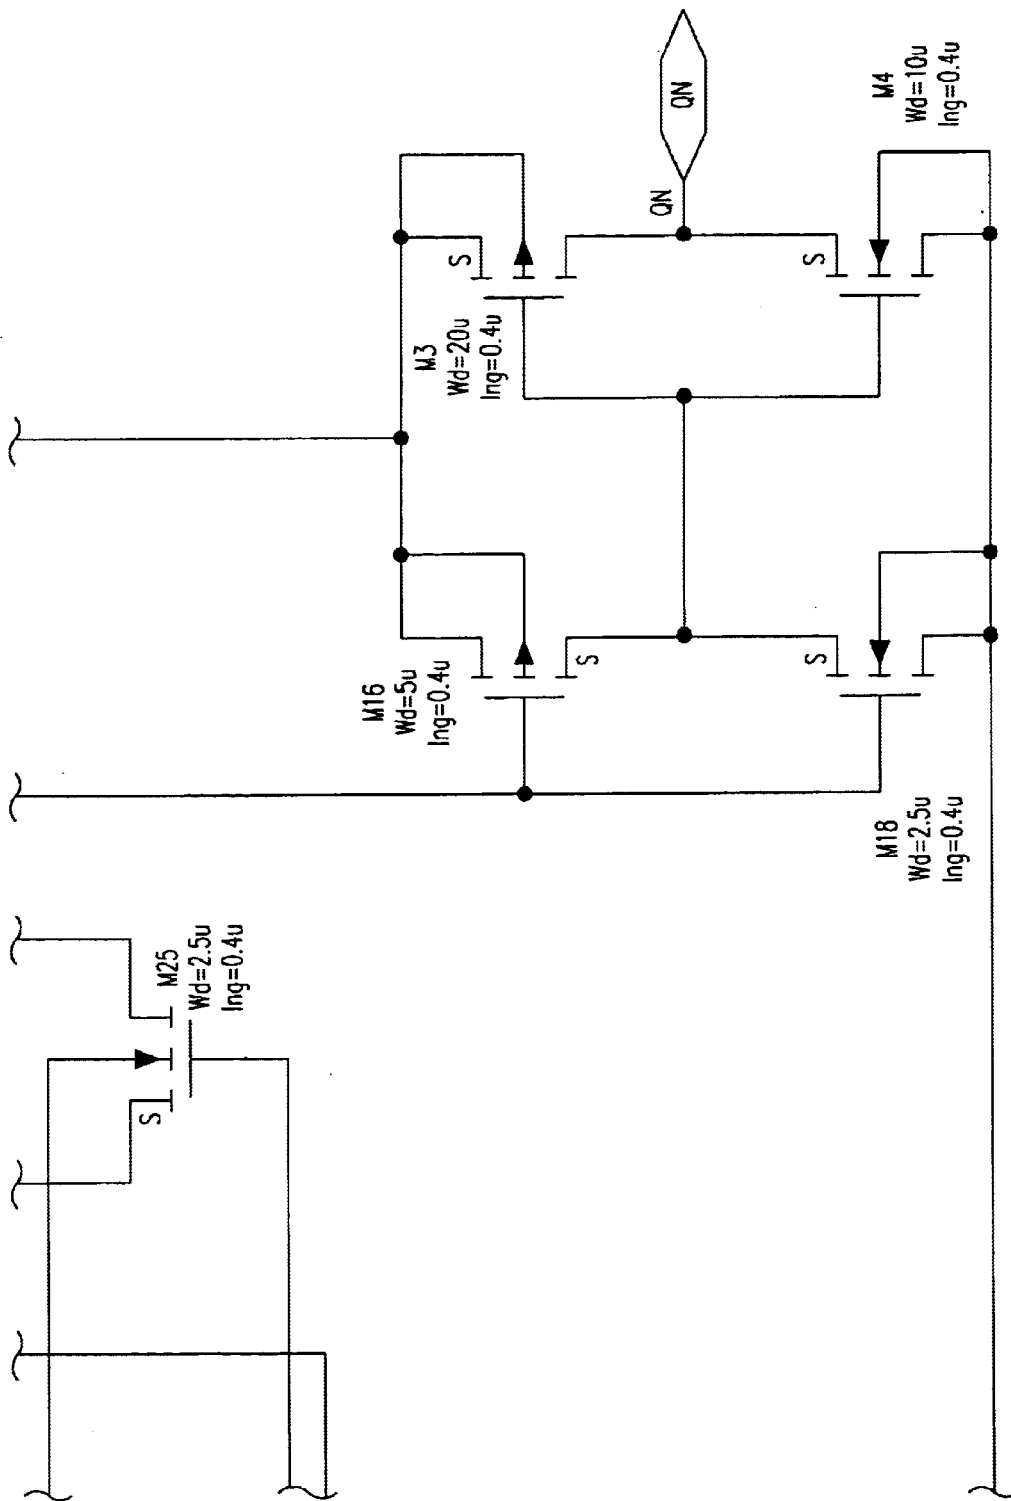 M25
Wd=2.5u
lng=0.4u
S
M16
Wd=5u
lng=0.4u
S
M18
Wd=2.5u
lng=0.4u
S
M3
Wd=20u
lng=0.4u
S
M4
Wd=10u
lng=0.4u
S
QN
QN